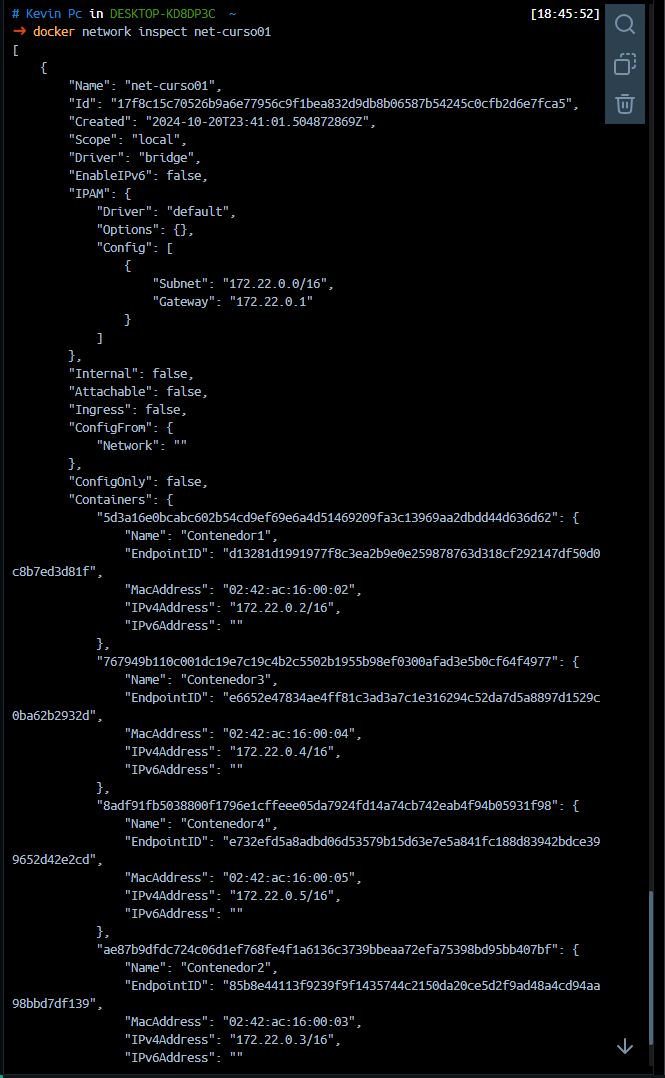 # Kevin Pc in DESKTOP-KD8DP3C ~ [18:45:52]
→ docker network inspect net-curso01
[
    {
        "Name": "net-curso01",
        "Id": "17f8c15c70526b9a6e77956c9f1bea832d9db8b06587b54245c0cfb2d6e7fca5",
        "Created": "2024-10-20T23:41:01.504872869Z",
        "Scope": "local",
        "Driver": "bridge",
        "EnableIPv6": false,
        "IPAM": {
            "Driver": "default",
            "Options": {},
            "Config": [
                {
                    "Subnet": "172.22.0.0/16",
                    "Gateway": "172.22.0.1"
                }
            ]
        },
        "Internal": false,
        "Attachable": false,
        "Ingress": false,
        "ConfigFrom": {
            "Network": ""
        },
        "ConfigOnly": false,
        "Containers": {
            "5d3a16e0bcabc602b54cd9ef69e6a4d51469209fa3c13969aa2dbdd44d636d62": {
                "Name": "Contenedor1",
                "EndpointID": "d13281d1991977f8c3ea2b9e0e259878763d318cf292147df50d0
c8b7ed3d81f",
                "MacAddress": "02:42:ac:16:00:02",
                "IPv4Address": "172.22.0.2/16",
                "IPv6Address": ""
            },
            "767949b110c001dc19e7c19c4b2c5502b1955b98ef0300afad3e5b0cf64f4977": {
                "Name": "Contenedor3",
                "EndpointID": "e6652e47834ae4ff81c3ad3a7c1e316294c52da7d5a8897d1529c
0ba62b2932d",
                "MacAddress": "02:42:ac:16:00:04",
                "IPv4Address": "172.22.0.4/16",
                "IPv6Address": ""
            },
            "8adf91fb5038800f1796e1cffeee05da7924fd14a74cb742eab4f94b05931f98": {
                "Name": "Contenedor4",
                "EndpointID": "e732efd5a8adbd06d53579b15d63e7e5a841fc188d83942bdce39
9652d42e2cd",
                "MacAddress": "02:42:ac:16:00:05",
                "IPv4Address": "172.22.0.5/16",
                "IPv6Address": ""
            },
            "ae87b9dfdc724c06d1ef768fe4f1a6136c3739bbeaa72efa75398bd95bb407bf": {
                "Name": "Contenedor2",
                "EndpointID": "85b8e44113f9239f9f1435744c2150da20ce5d2f9ad48a4cd94aa
98bbd7df139",
                "MacAddress": "02:42:ac:16:00:03",
                "IPv4Address": "172.22.0.3/16",
                "IPv6Address": ""